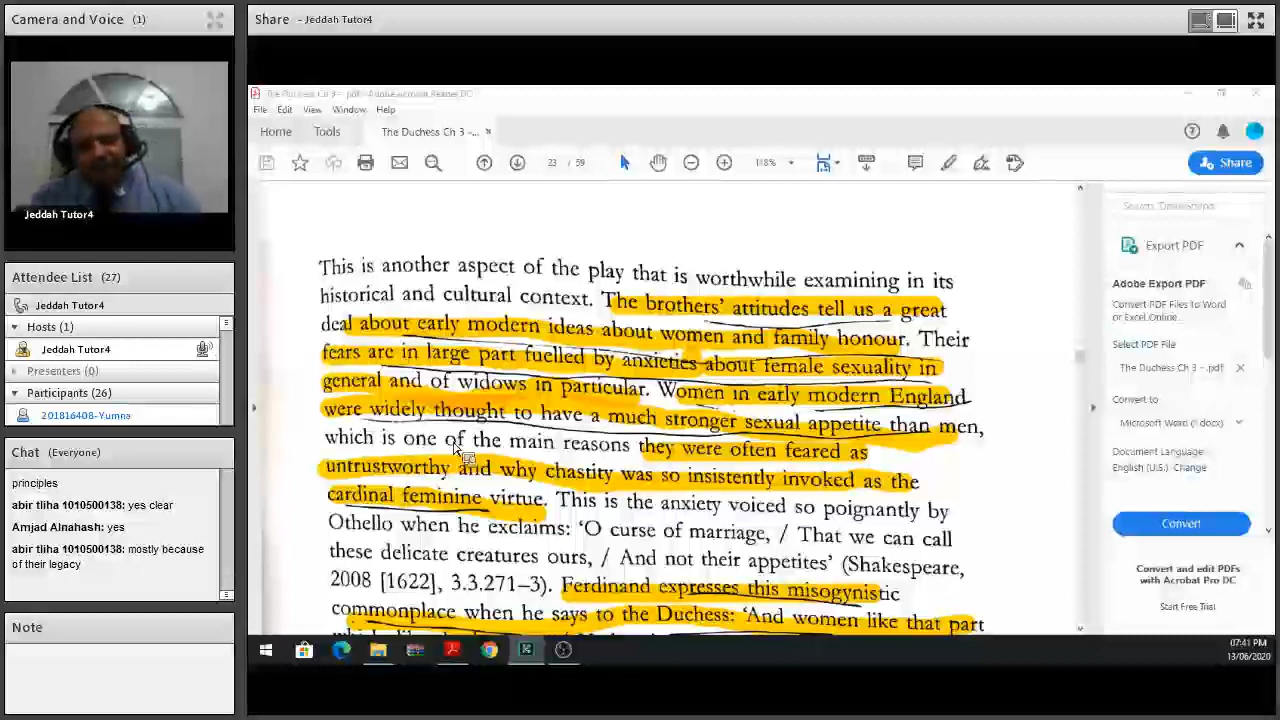 Camera and Voice (1)
Jeddah Tutor4
Attendee List (27)
Jeddah Tutor4
Hosts (1)
Jeddah Tutor4
Presenters (0)
Participants (26)
201816408-Yumna
Chat (Everyone)
principles
abir tliha 1010500138: yes clear
Amjad Alnahash: yes
abir tliha 1010500138: mostly because
of their legacy
Note
Share - Jeddah Tutor4
File Edit View Window Help
Home Tools The Duchess Ch 3 -... ×
23 / 59
118%
Share
This is another aspect of the play that is worthwhile examining in its
historical and cultural context. The brothers' attitudes tell us a great
deal about early modern ideas about women and family honour. Their
fears are in large part fuelled by anxieties about female sexuality in
general and of widows in particular. Women in early modern England
were widely thought to have a much stronger sexual appetite than men,
which is one of the main reasons they were often feared as
untrustworthy and why chastity was so insistently invoked as the
cardinal feminine virtue. This is the anxiety voiced so poignantly by
Othello when he exclaims: 'O curse of marriage, / That we can call
these delicate creatures ours, / And not their appetites' (Shakespeare,
2008 [1622], 3.3.271–3). Ferdinand expresses this misogynistic
commonplace when he says to the Duchess: 'And women like that part
Export PDF
Adobe Export PDF
Convert PDF Files to Word
or Excel Online.
Select PDF File
The Duchess Ch 3 -.pdf ×
Convert to
Microsoft Word (*.docx)
Document Language:
English (U.S.) Change
Convert
Convert and edit PDFs
with Acrobat Pro DC
Start Free Trial
07:41 PM
13/06/2020